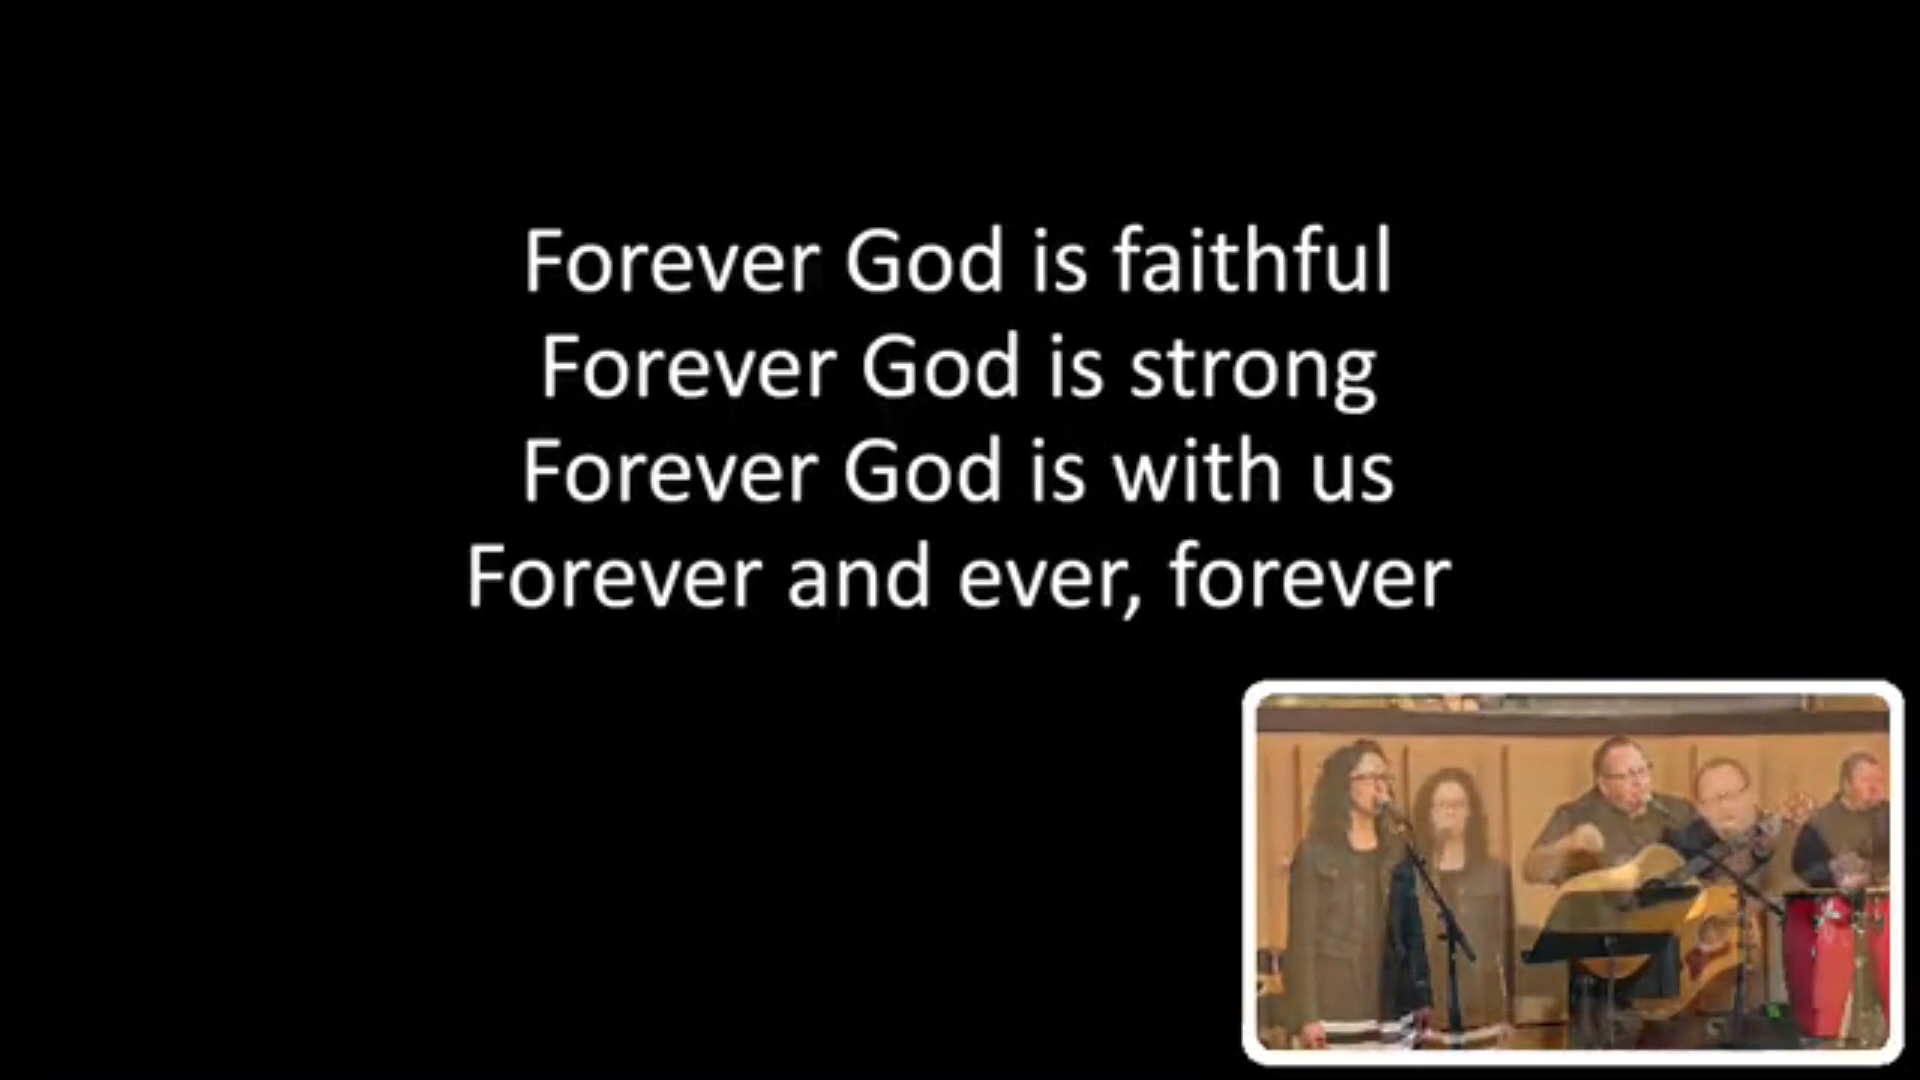 Forever God is faithful
Forever God is strong
Forever God is with us
Forever and ever, forever